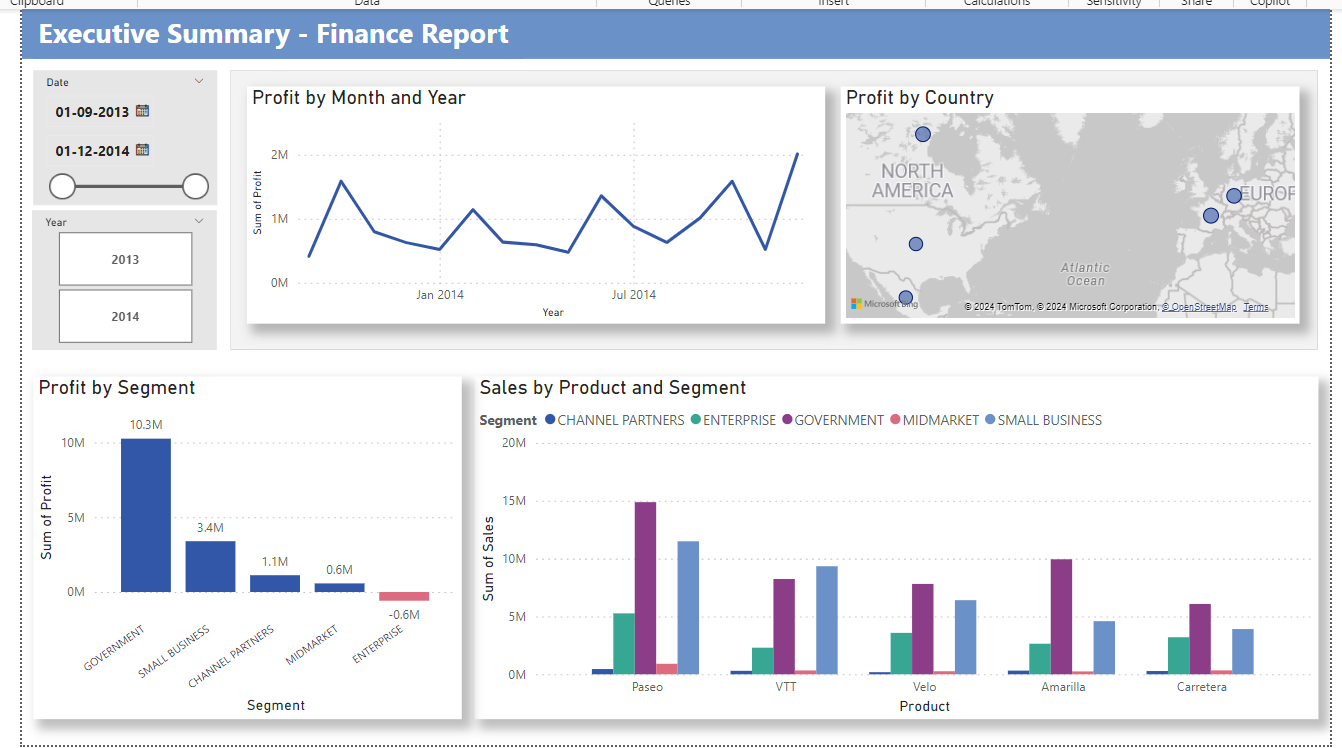 Clipboard Data Queries Insert Calculations Sensitivity Share Copilot
Executive Summary - Finance Report
Date
01-09-2013
01-12-2014
Year
2013
2014
Profit by Month and Year
Sum of Profit
2M
1M
0M
Jan 2014 Jul 2014
Year
Profit by Country
NORTH
AMERICA
EUROP
Atlantic
Ocean
Microsoft Bing
© 2024 TomTom, © 2024 Microsoft Corporation, © OpenStreetMap Terms
Profit by Segment
Sum of Profit
10M
5M
0M
10.3M
3.4M
1.1M
0.6M
-0.6M
GOVERNMENT
SMALL BUSINESS
CHANNEL PARTNERS
MIDMARKET
ENTERPRISE
Segment
Sales by Product and Segment
Segment CHANNEL PARTNERS ENTERPRISE GOVERNMENT MIDMARKET SMALL BUSINESS
Sum of Sales
20M
15M
10M
5M
0M
Paseo VTT Velo Amarilla Carretera
Product